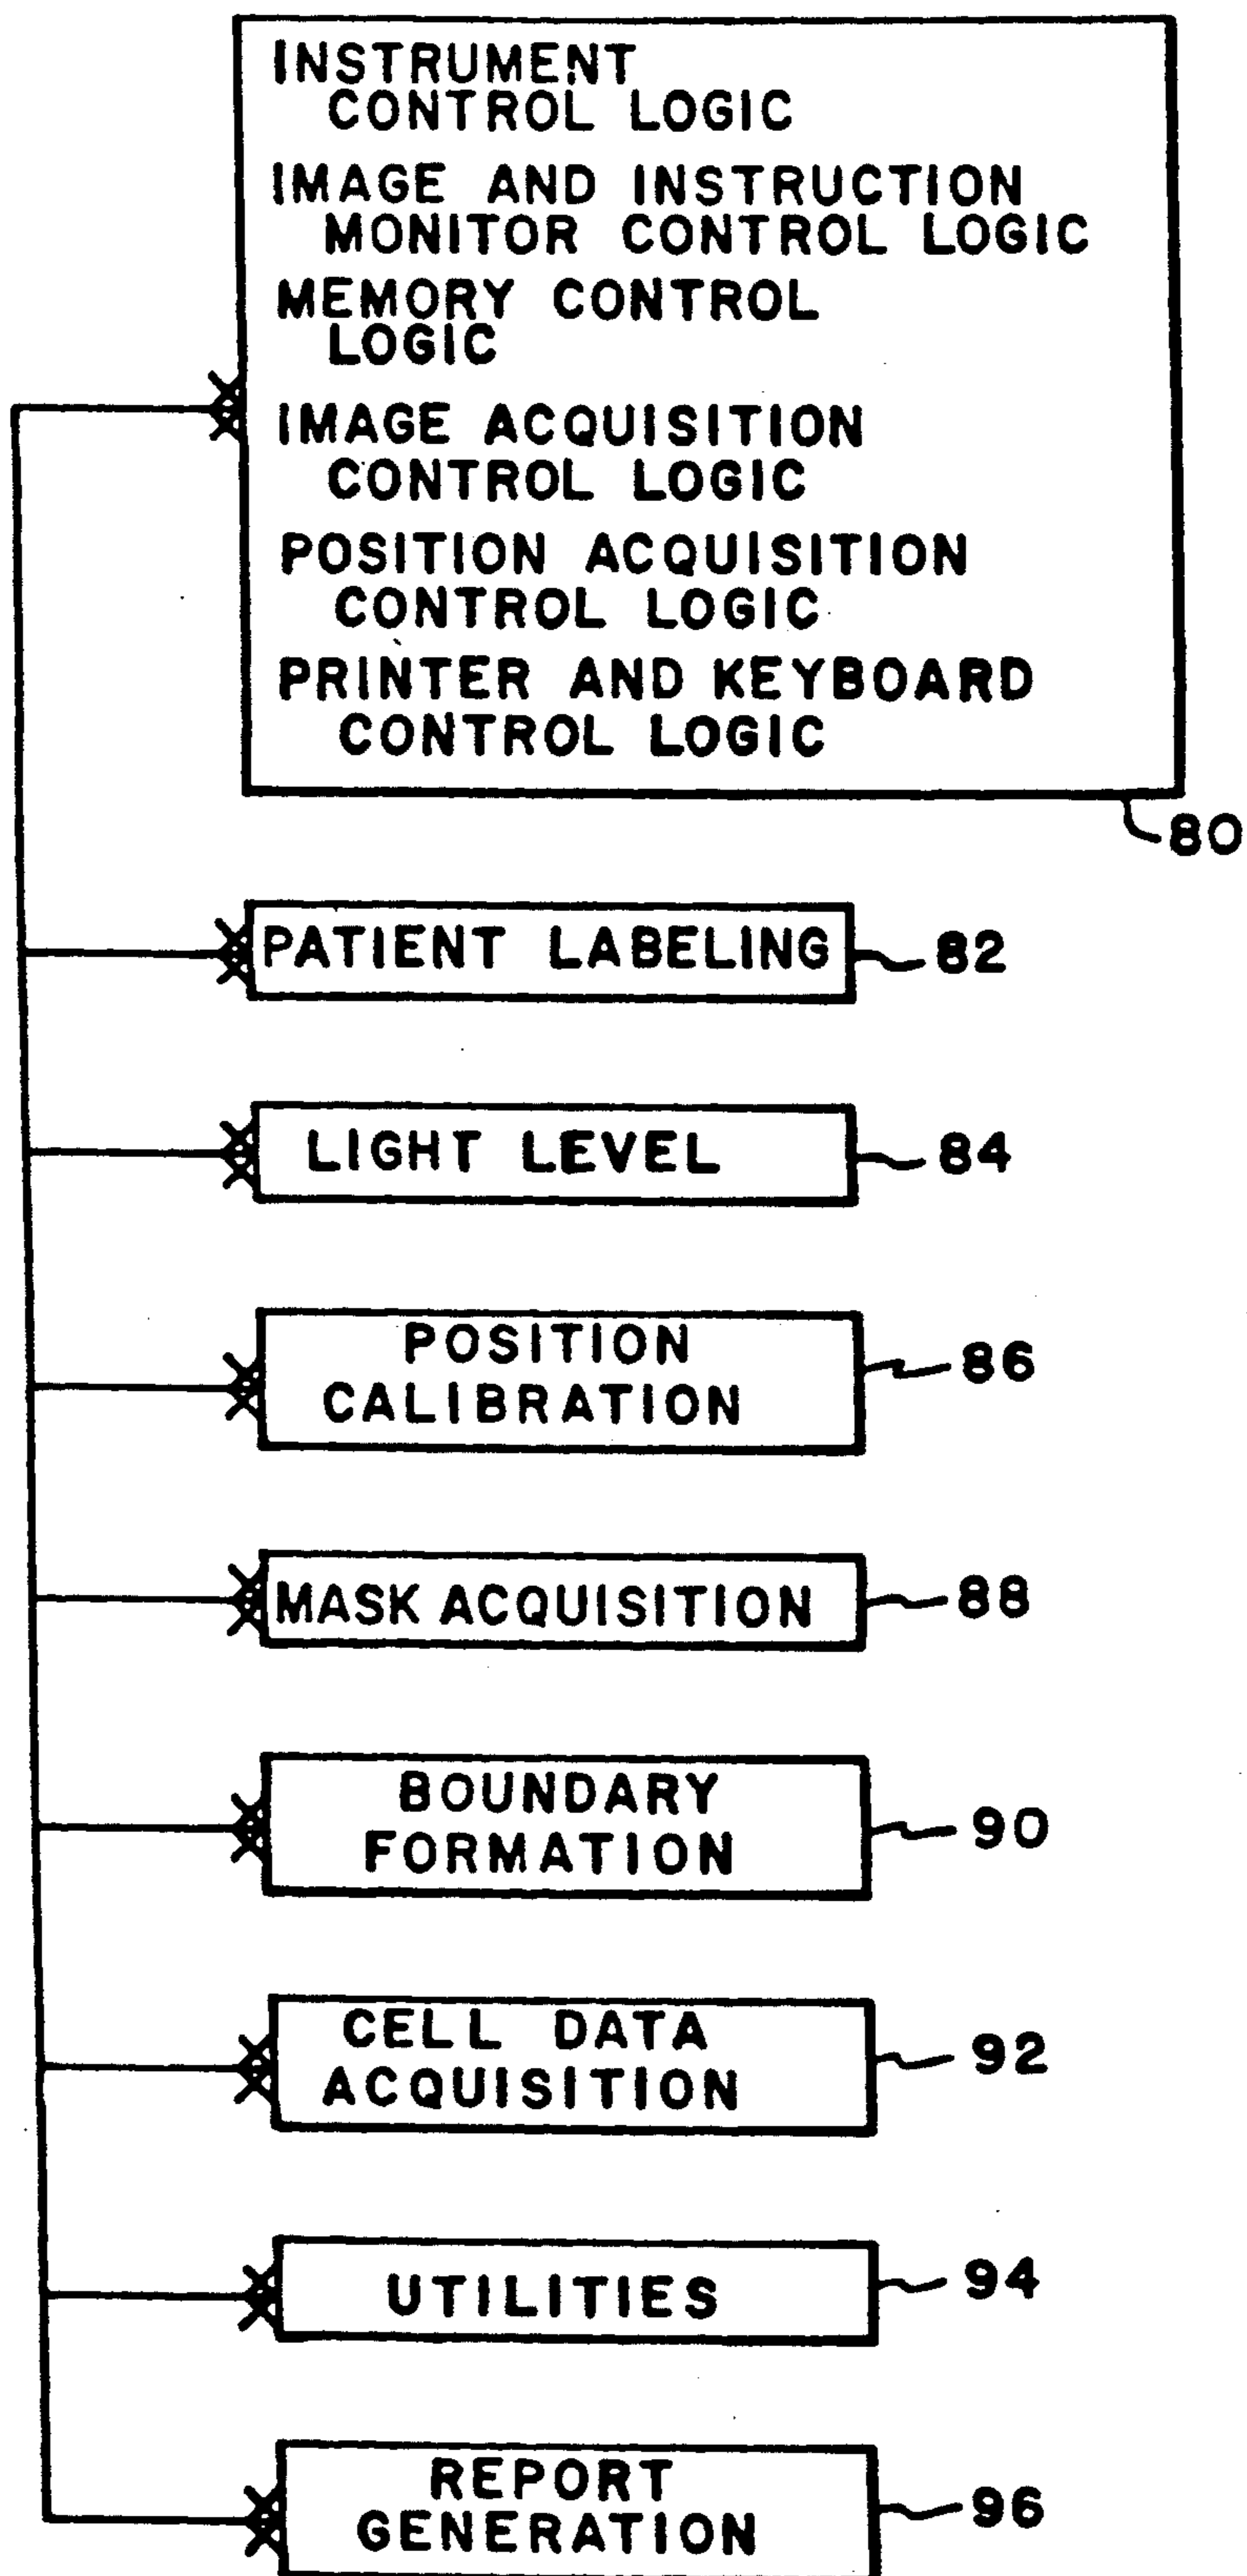 INSTRUMENT
CONTROL LOGIC
IMAGE AND INSTRUCTION
MONITOR CONTROL LOGIC
MEMORY CONTROL
LOGIC
IMAGE ACQUISITION
CONTROL LOGIC
POSITION ACQUISITION
CONTROL LOGIC
PRINTER AND KEYBOARD
CONTROL LOGIC
80
PATIENT LABELING 82
LIGHT LEVEL 84
POSITION
CALIBRATION
86
MASK ACQUISITION 88
BOUNDARY
FORMATION
90
CELL DATA
ACQUISITION
92
UTILITIES 94
REPORT
GENERATION
96